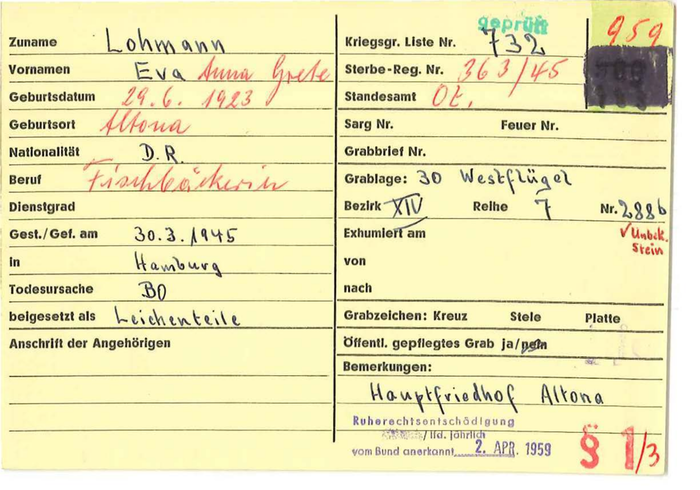 Zuname Lohmann
Vornamen Eva Anna Grete
Geburtsdatum 29.6.1923
Geburtsort Altona
Nationalität D.R.
Beruf Fischbäckerin
Dienstgrad
Gest./Gef. am 30.3.1945
in Hamburg
Todesursache BO
beigesetzt als Leichenteile
Anschrift der Angehörigen
geprüft
959
Kriegsgr. Liste Nr. 732
Sterbe-Reg. Nr. 363/45
Standesamt Ot.
Sarg Nr. Feuer Nr.
Grabbrief Nr.
Grablage: 30 Westflügel
Bezirk XIV Reihe 7 Nr. 288b
Exhumiert am
√Unbek.
Stein
von
nach
Grabzeichen: Kreuz Stele Platte
Öffentl. gepflegtes Grab ja/nein
Bemerkungen:
Hauptfriedhof Altona
Ruherechtsentschädigung
/ lfd. jährlich
vom Bund anerkannt 2. APR. 1959
§ 1/3